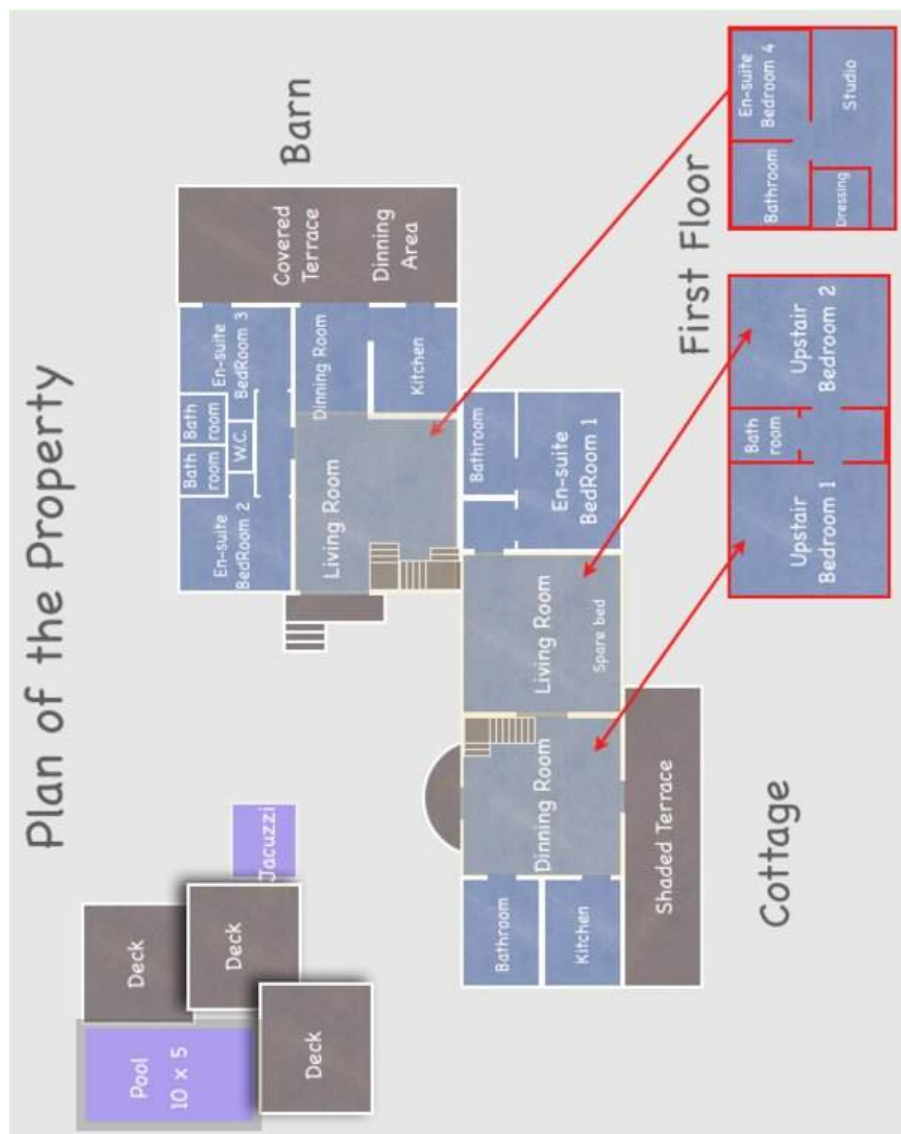 Plan of the Property
Pool
10 x 5
Deck
Deck
Deck
Jacuzzi
Barn
En-suite
BedRoom 2
Bath
room
Bath
room
W.C.
En-suite
BedRoom 3
Living Room
Dinning Room
Kitchen
Covered
Terrace
Dinning
Area
Bathroom
Kitchen
Dinning Room
Living Room
Spare bed
Bathroom
En-suite
BedRoom 1
Shaded Terrace
Cottage
First Floor
Upstair
Bedroom 1
Bath
room
Upstair
Bedroom 2
Bathroom
En-suite
Bedroom 4
Dressing
Studio